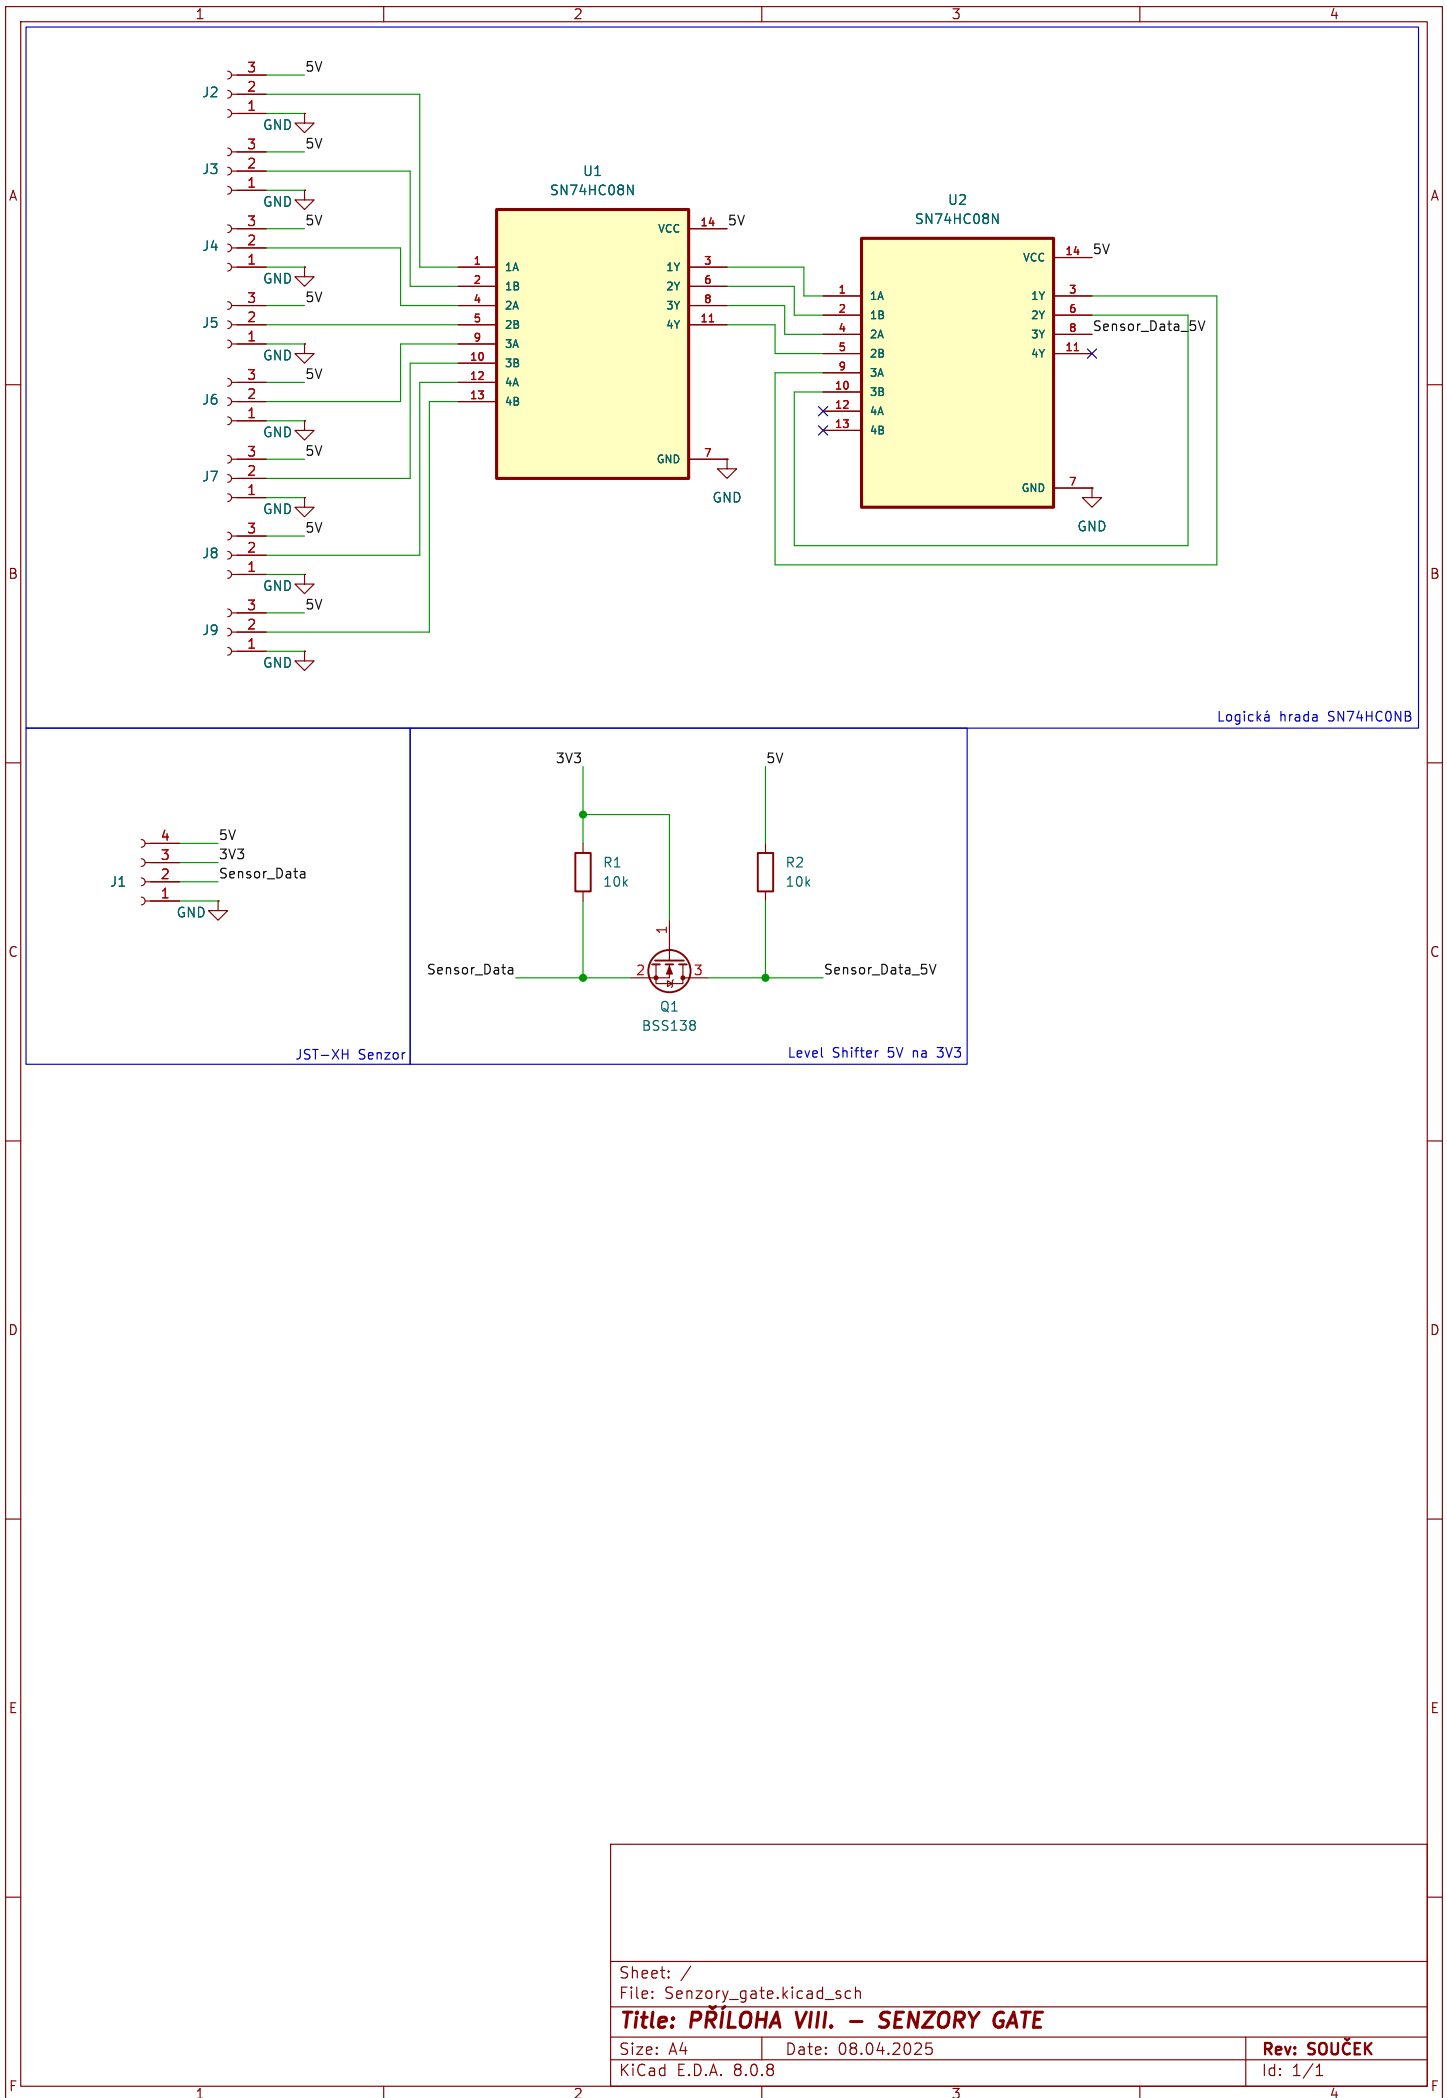 1 2 3 4
3 5V
J2 2
1
GND
3 5V
J3 2
1
GND
3 5V
J4 2
1
GND
3 5V
J5 2
1
GND
3 5V
J6 2
1
GND
3 5V
J7 2
1
GND
3 5V
J8 2
1
GND
3 5V
J9 2
1
GND
U1
SN74HC08N
VCC 14 5V
1 1A 1Y 3
2 1B 2Y 6
4 2A 3Y 8
5 2B 4Y 11
9 3A
10 3B
12 4A
13 4B
GND 7
GND
U2
SN74HC08N
VCC 14 5V
1 1A 1Y 3
2 1B 2Y 6
4 2A 3Y 8 Sensor_Data_5V
5 2B 4Y 11
9 3A
10 3B
12 4A
13 4B
GND 7
GND
Logická hrada SN74HC0NB
4 5V
3 3V3
J1 2 Sensor_Data
1
GND
JST-XH Senzor
3V3 5V
R1
10k
R2
10k
1
Sensor_Data 2 3 Sensor_Data_5V
Q1
BSS138
Level Shifter 5V na 3V3
A A
B B
C C
D D
E E
F F
Sheet: /
File: Senzory_gate.kicad_sch
Title: PŘÍLOHA VIII. – SENZORY GATE
Size: A4 Date: 08.04.2025 Rev: SOUČEK
KiCad E.D.A. 8.0.8 Id: 1/1
1 2 3 4